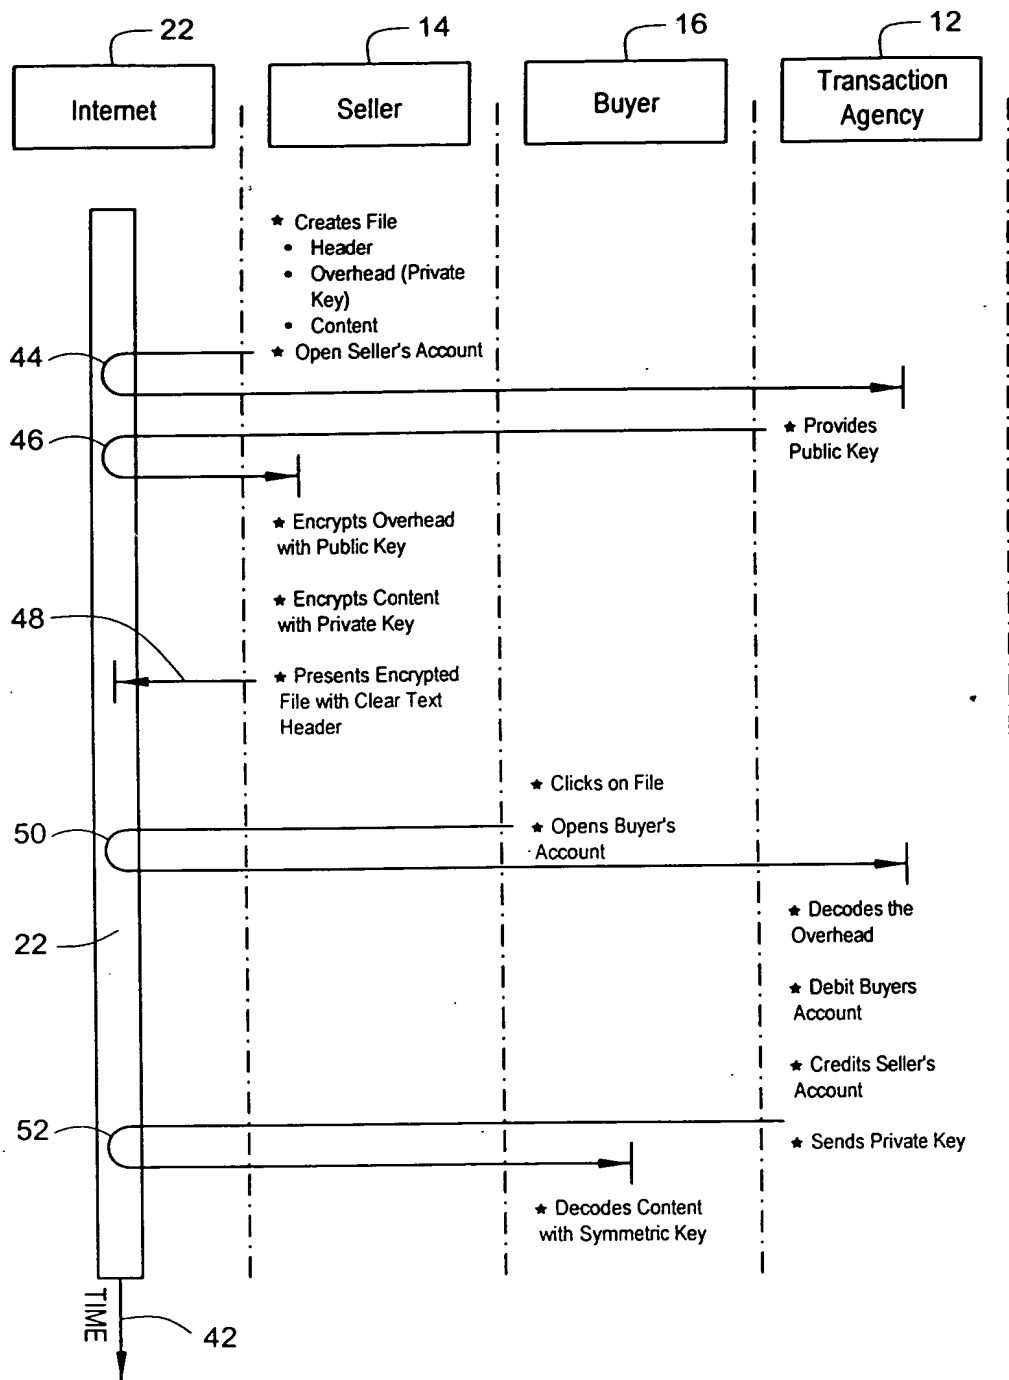 22
14
16
12
Internet
Seller
Buyer
Transaction
Agency
★ Creates File
• Header
• Overhead (Private
Key)
• Content
★ Open Seller's Account
44
46
★ Provides
Public Key
★ Encrypts Overhead
with Public Key
★ Encrypts Content
with Private Key
48
★ Presents Encrypted
File with Clear Text
Header
★ Clicks on File
50
★ Opens Buyer's
Account
★ Decodes the
Overhead
22
★ Debit Buyers
Account
★ Credits Seller's
Account
52
★ Sends Private Key
★ Decodes Content
with Symmetric Key
TIME
42